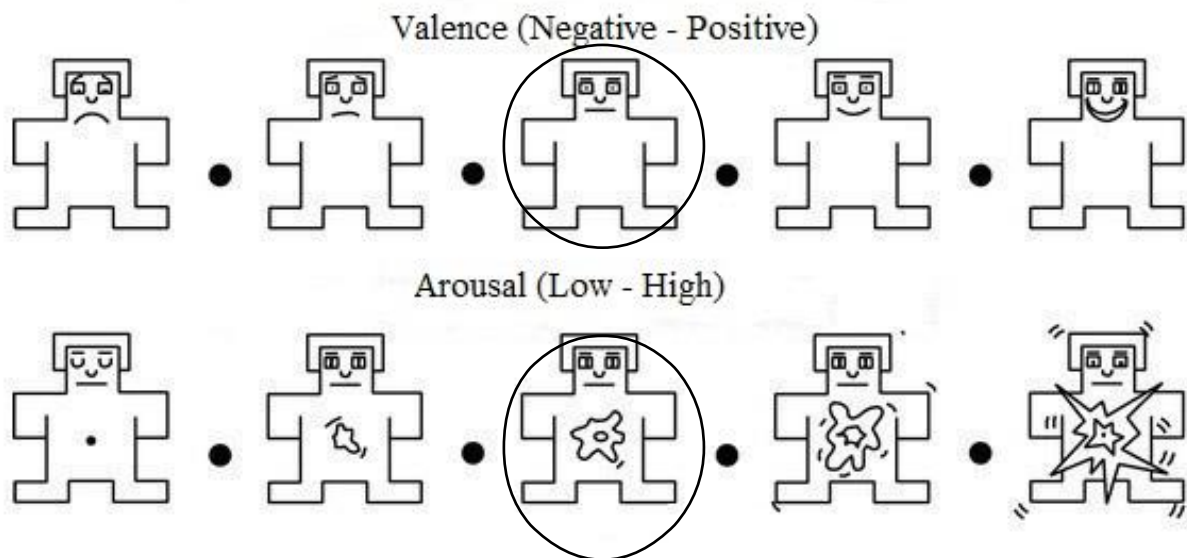 Valence (Negative - Positive)
Arousal (Low - High)